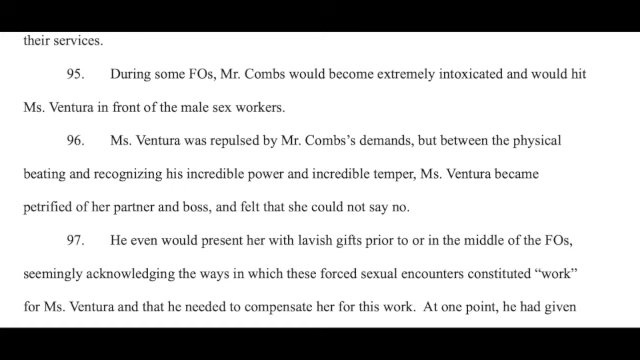 their services.
95. During some FOs, Mr. Combs would become extremely intoxicated and would hit
Ms. Ventura in front of the male sex workers.
96. Ms. Ventura was repulsed by Mr. Combs’s demands, but between the physical
beating and recognizing his incredible power and incredible temper, Ms. Ventura became
petrified of her partner and boss, and felt that she could not say no.
97. He even would present her with lavish gifts prior to or in the middle of the FOs,
seemingly acknowledging the ways in which these forced sexual encounters constituted “work”
for Ms. Ventura and that he needed to compensate her for this work. At one point, he had given